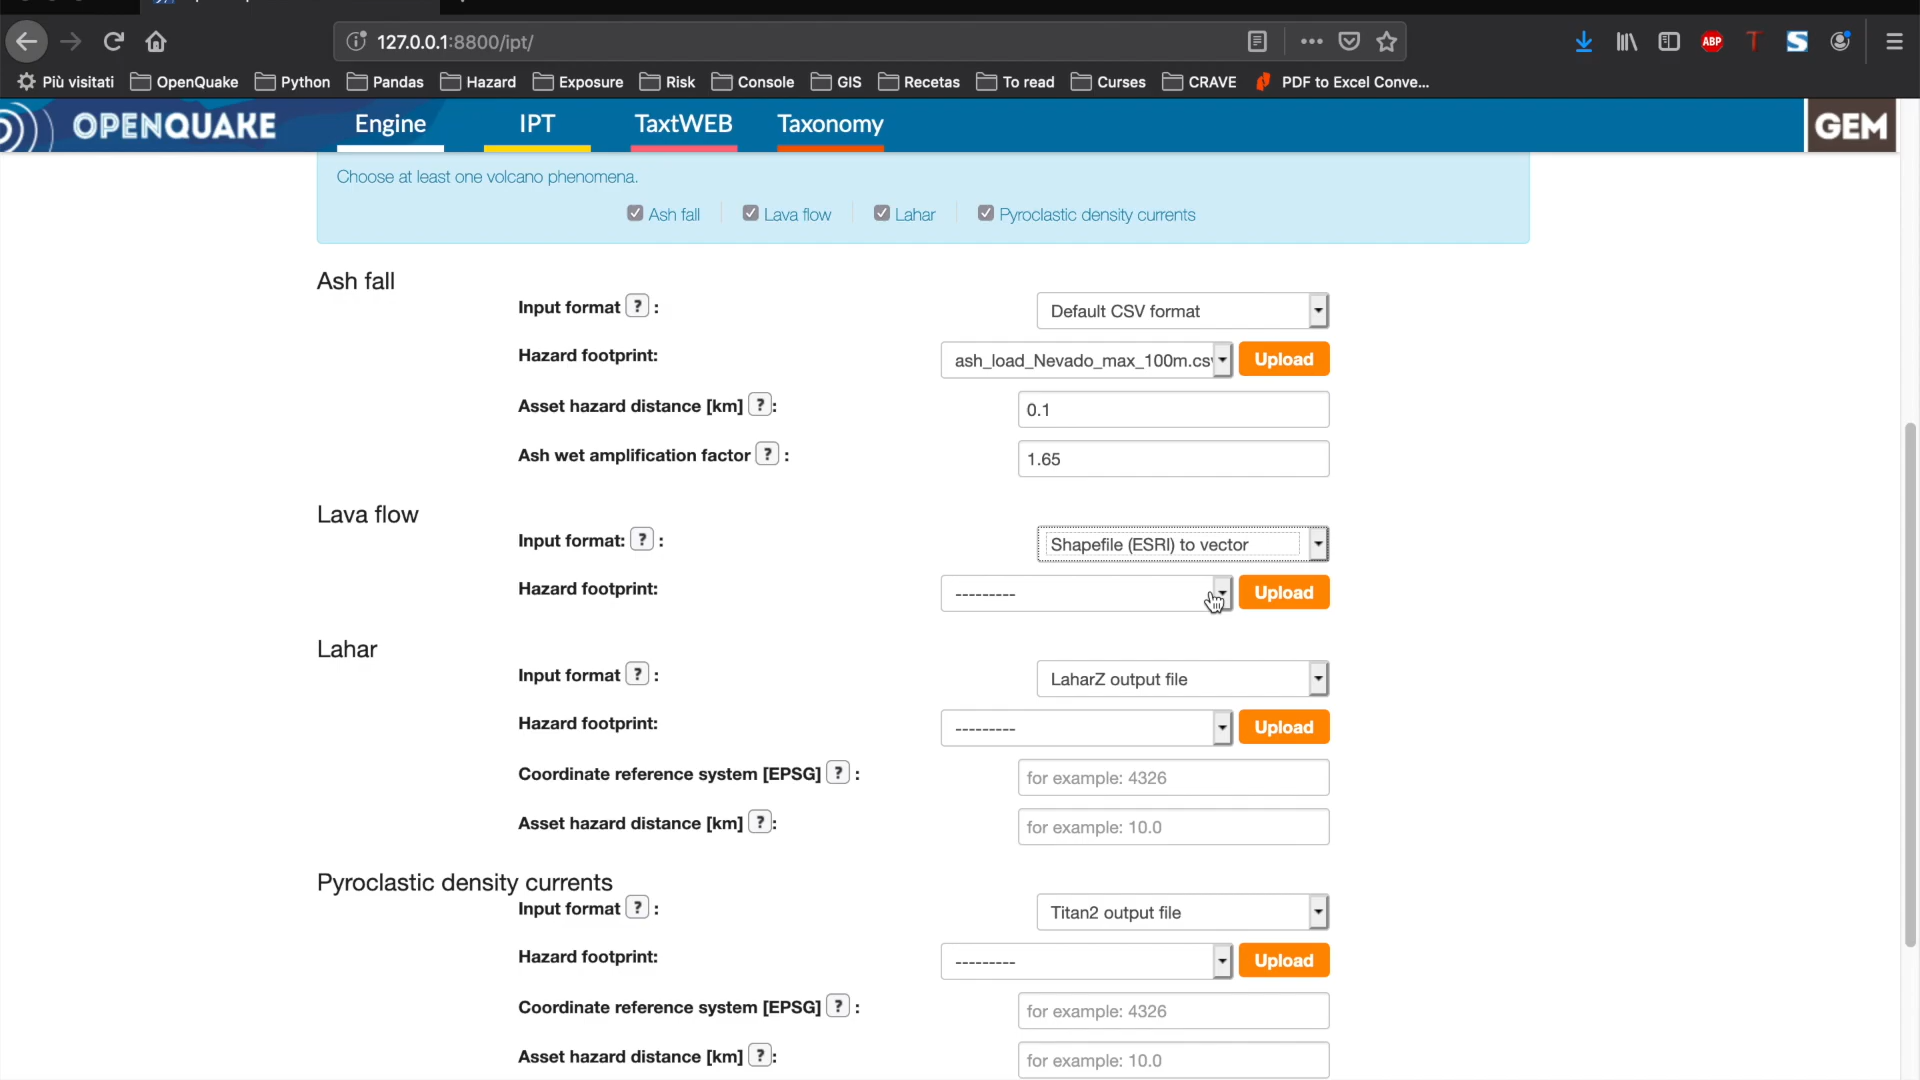 127.0.0.1:8800/ipt/
ABP
Più visitati OpenQuake Python Pandas Hazard Exposure Risk Console GIS Recetas To read Curses CRAVE PDF to Excel Conve...
OPENQUAKE Engine IPT TaxtWEB Taxonomy GEM
Choose at least one volcano phenomena.
Ash fall Lava flow Lahar Pyroclastic density currents
Ash fall
Input format ? : Default CSV format
Hazard footprint: ash_load_Nevado_max_100m.csv Upload
Asset hazard distance [km] ? : 0.1
Ash wet amplification factor ? : 1.65
Lava flow
Input format: ? : Shapefile (ESRI) to vector
Hazard footprint: --------- Upload
Lahar
Input format ? : LaharZ output file
Hazard footprint: --------- Upload
Coordinate reference system [EPSG] ? : for example: 4326
Asset hazard distance [km] ? : for example: 10.0
Pyroclastic density currents
Input format ? : Titan2 output file
Hazard footprint: --------- Upload
Coordinate reference system [EPSG] ? : for example: 4326
Asset hazard distance [km] ? : for example: 10.0